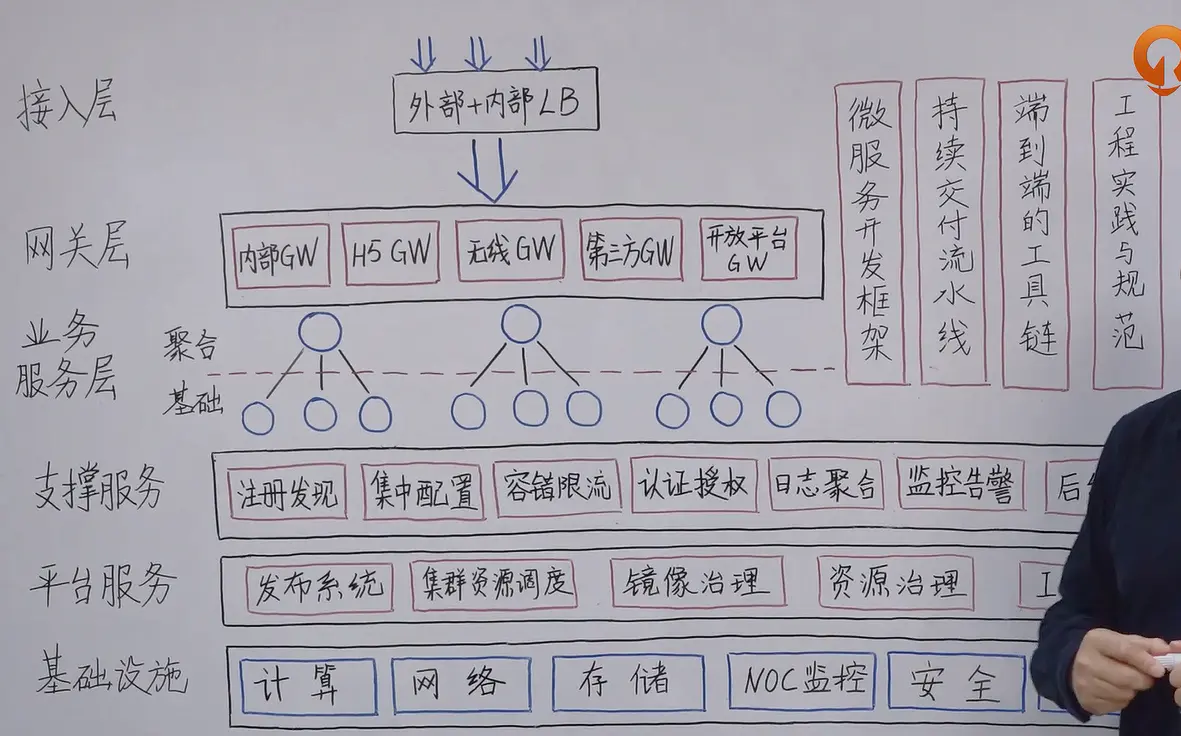 接入层
外部+内部LB
网关层
内部GW
H5 GW
无线GW
第三方GW
开放平台
GW
业务
服务层
聚合
基础
支撑服务
注册发现
集中配置
容错限流
认证授权
日志聚合
监控告警
后
平台服务
发布系统
集群资源调度
镜像治理
资源治理
I
基础设施
计算
网络
存储
NOC监控
安全
微服务开发框架
持续交付流水线
端到端的工具链
工程实践与规范